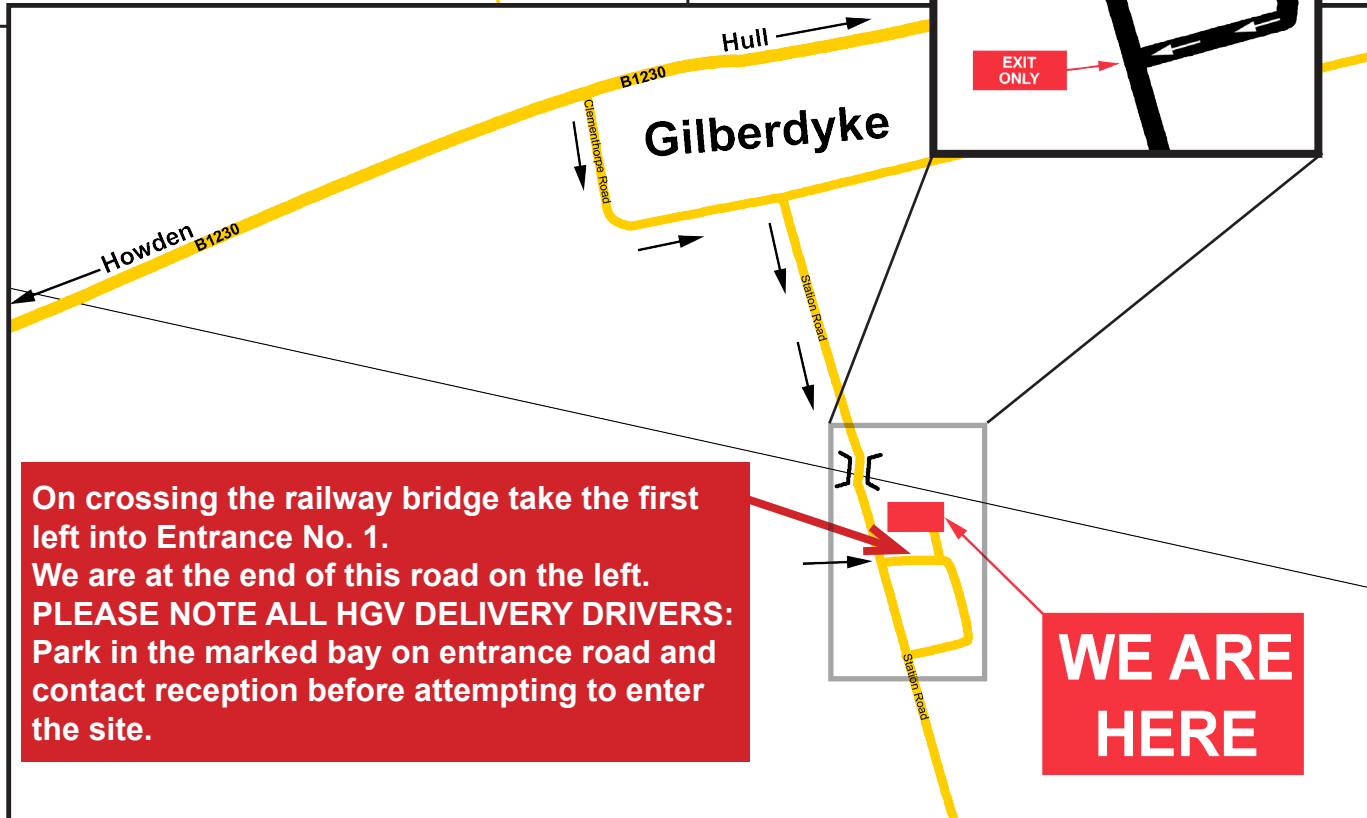 Hull
B1230
EXIT
ONLY
Clementhorpe Road
Gilberdyke
Howden
B1230
Station Road
On crossing the railway bridge take the first
left into Entrance No. 1.
We are at the end of this road on the left.
PLEASE NOTE ALL HGV DELIVERY DRIVERS:
Park in the marked bay on entrance road and
contact reception before attempting to enter
the site.
WE ARE
HERE
Station Road